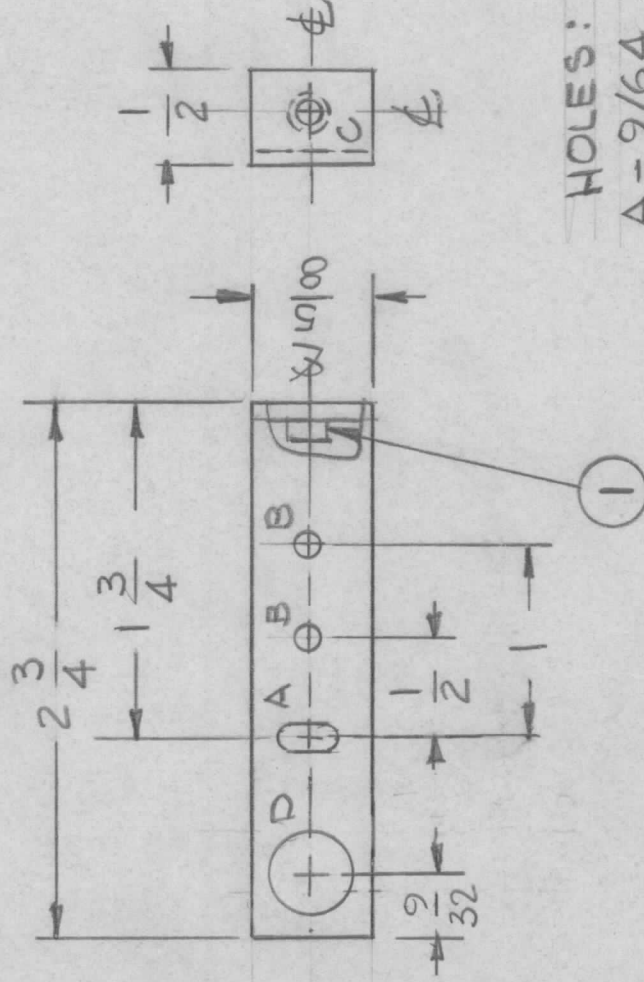 2 3/4
1 3/4
D A B B
9/32
1/2
1
5/8
℄
1
1/2
C
℄
℄
HOLES:
A - 9/64